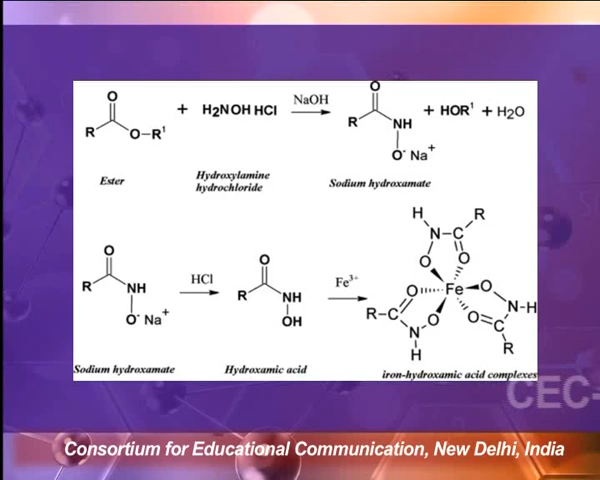 O
R O–R¹ + H₂NOH HCl NaOH O R NH O⁻ Na⁺ + HOR¹ + H₂O
Ester Hydroxylamine hydrochloride Sodium hydroxamate
O R NH O⁻ Na⁺ HCl O R NH OH Fe³⁺ H N–C R O O O Fe O R–C N–O H O N–H O=C R
Sodium hydroxamate Hydroxamic acid iron-hydroxamic acid complexes
CEC-
Consortium for Educational Communication, New Delhi, India